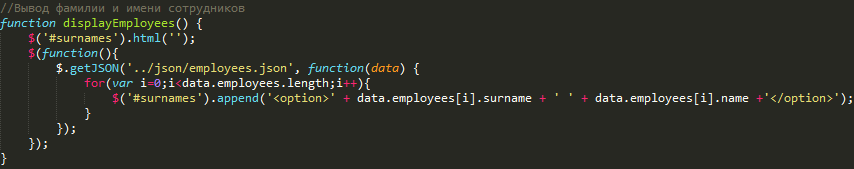 //Вывод фамилии и имени сотрудников
function displayEmployees() {
    $('#surnames').html('');
    $(function(){
        $.getJSON('../json/employees.json', function(data) {
            for(var i=0;i<data.employees.length;i++){
                $('#surnames').append('<option>' + data.employees[i].surname + ' ' + data.employees[i].name +'</option>');
            }
        });
    });
}